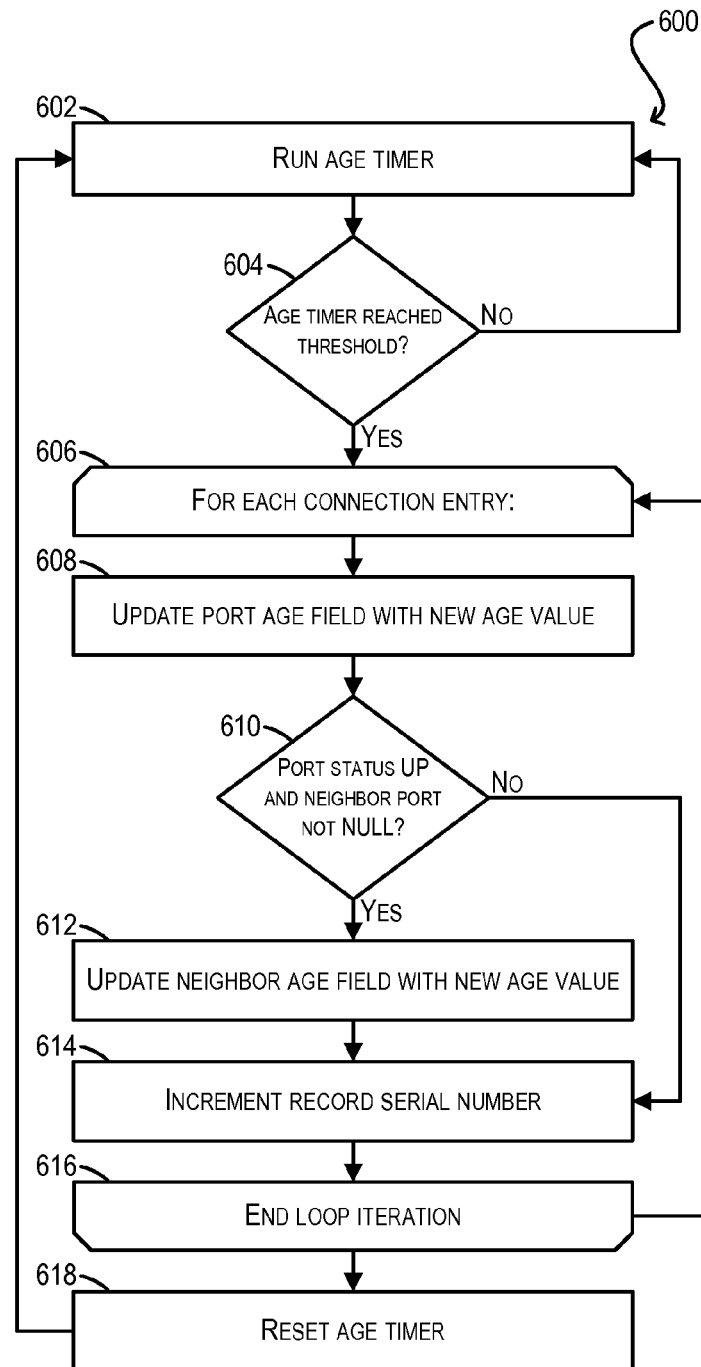 600
602
RUN AGE TIMER
604
AGE TIMER REACHED
THRESHOLD?
NO
YES
606
FOR EACH CONNECTION ENTRY:
608
UPDATE PORT AGE FIELD WITH NEW AGE VALUE
610
PORT STATUS UP
AND NEIGHBOR PORT
NOT NULL?
NO
YES
612
UPDATE NEIGHBOR AGE FIELD WITH NEW AGE VALUE
614
INCREMENT RECORD SERIAL NUMBER
616
END LOOP ITERATION
618
RESET AGE TIMER